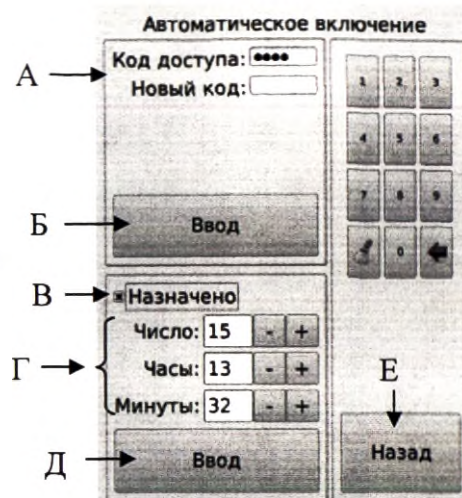 Автоматическое включение
А
Код доступа: ●●●●
Новый код:
1 2 3
4 5 6
7 8 9
0
Б
Ввод
В
Назначено
Г
Число: 15 - +
Часы: 13 - +
Минуты: 32 - +
Д
Ввод
Е
Назад